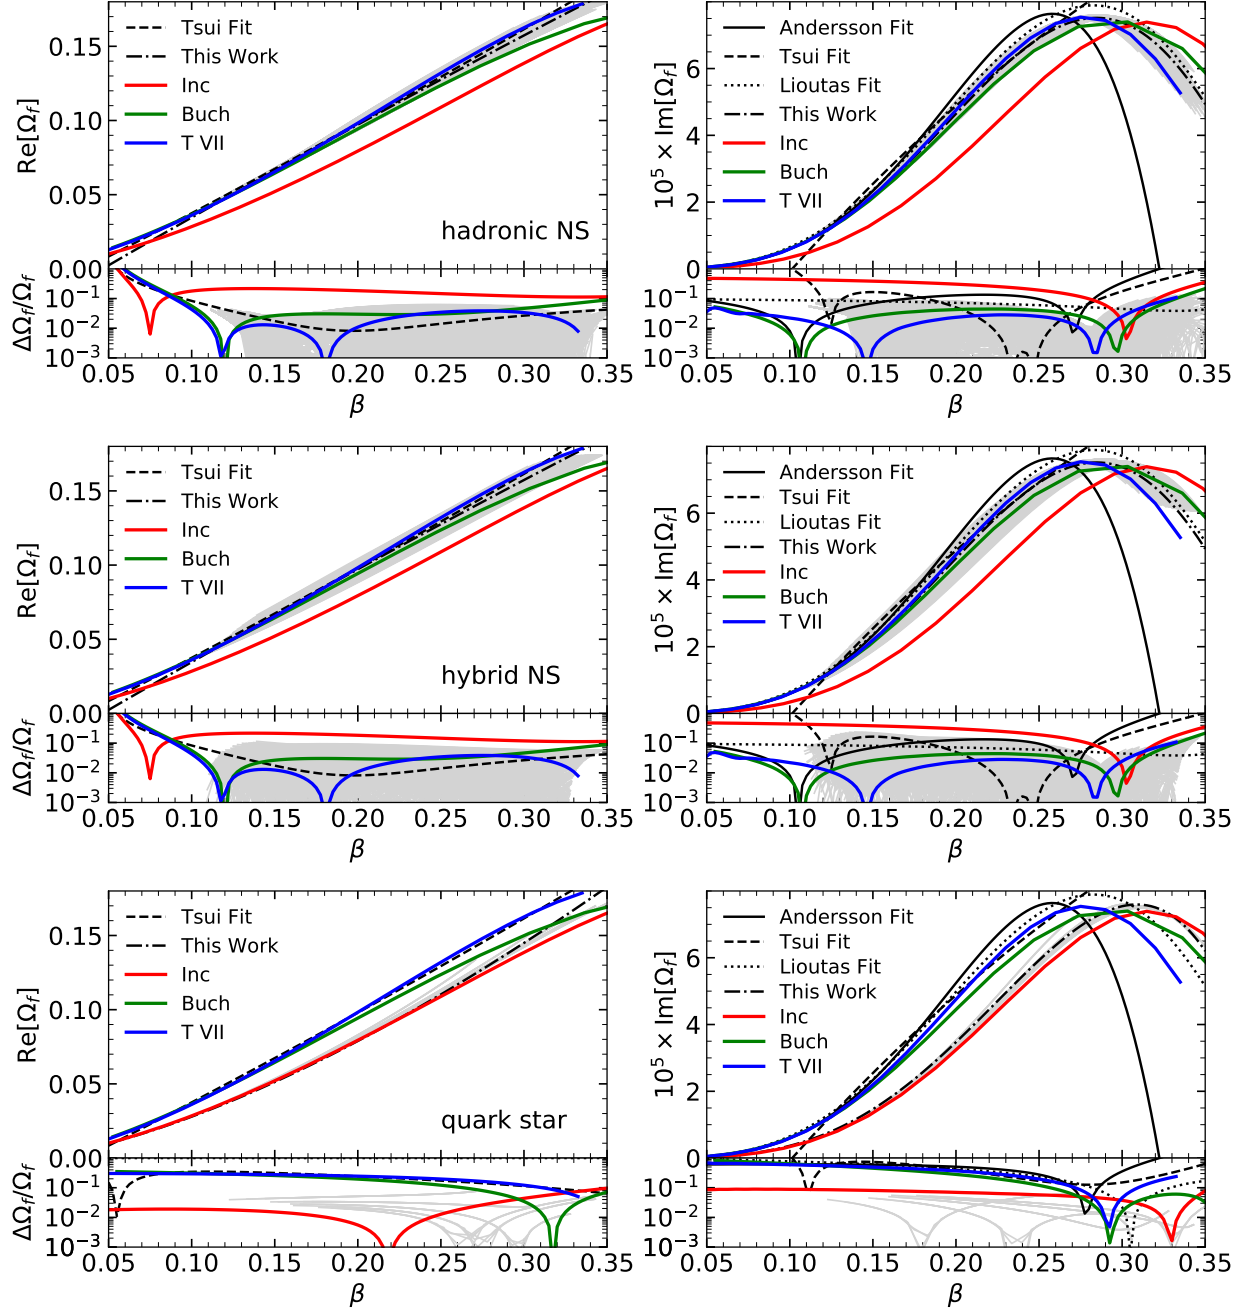 0.15
0.10
0.05
0.00
Re[Ω_f]
Tsui Fit
This Work
Inc
Buch
T VII
hadronic NS
10⁻¹
10⁻²
10⁻³
ΔΩ_f/Ω_f
0.05 0.10 0.15 0.20 0.25 0.30 0.35
β
6
4
2
0
10⁵ × Im[Ω_f]
Andersson Fit
Tsui Fit
Lioutas Fit
This Work
Inc
Buch
T VII
10⁻¹
10⁻²
10⁻³
0.05 0.10 0.15 0.20 0.25 0.30 0.35
β
0.15
0.10
0.05
0.00
Re[Ω_f]
Tsui Fit
This Work
Inc
Buch
T VII
hybrid NS
10⁻¹
10⁻²
10⁻³
ΔΩ_f/Ω_f
0.05 0.10 0.15 0.20 0.25 0.30 0.35
β
6
4
2
0
10⁵ × Im[Ω_f]
Andersson Fit
Tsui Fit
Lioutas Fit
This Work
Inc
Buch
T VII
10⁻¹
10⁻²
10⁻³
0.05 0.10 0.15 0.20 0.25 0.30 0.35
β
0.15
0.10
0.05
0.00
Re[Ω_f]
Tsui Fit
This Work
Inc
Buch
T VII
quark star
10⁻¹
10⁻²
10⁻³
ΔΩ_f/Ω_f
0.05 0.10 0.15 0.20 0.25 0.30 0.35
β
6
4
2
0
10⁵ × Im[Ω_f]
Andersson Fit
Tsui Fit
Lioutas Fit
This Work
Inc
Buch
T VII
10⁻¹
10⁻²
10⁻³
0.05 0.10 0.15 0.20 0.25 0.30 0.35
β